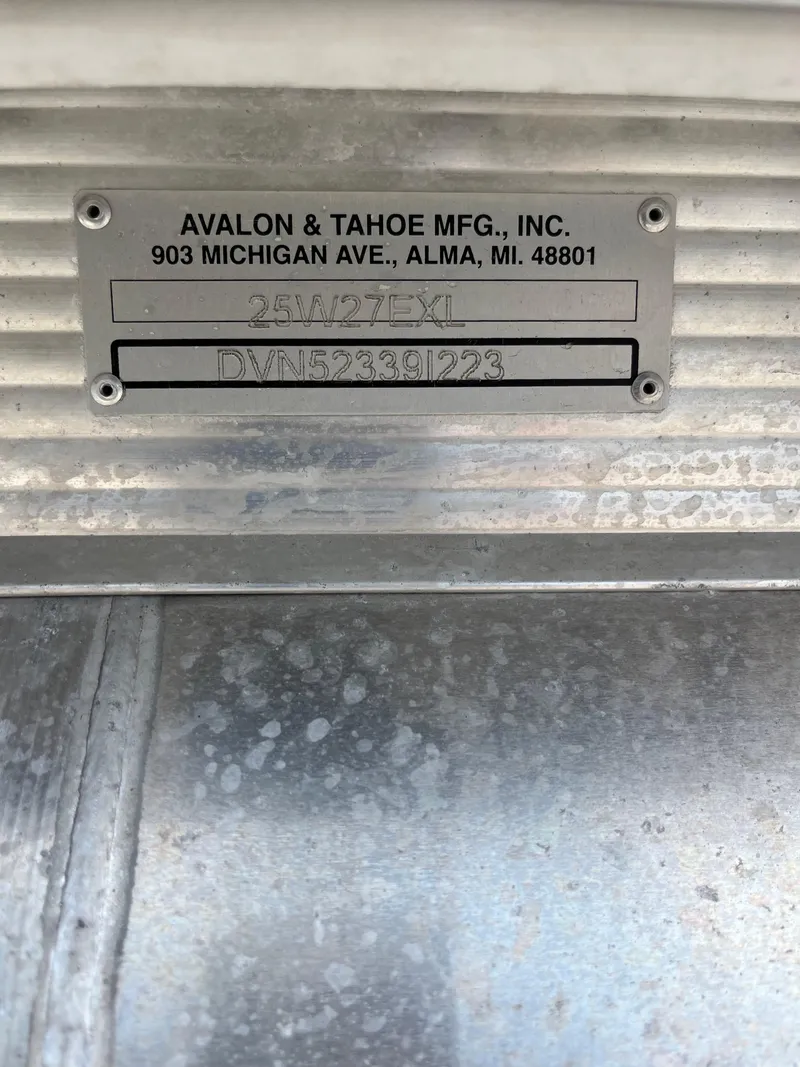 AVALON & TAHOE MFG., INC.
903 MICHIGAN AVE., ALMA, MI. 48801
25W27EXL
DVN52339I223